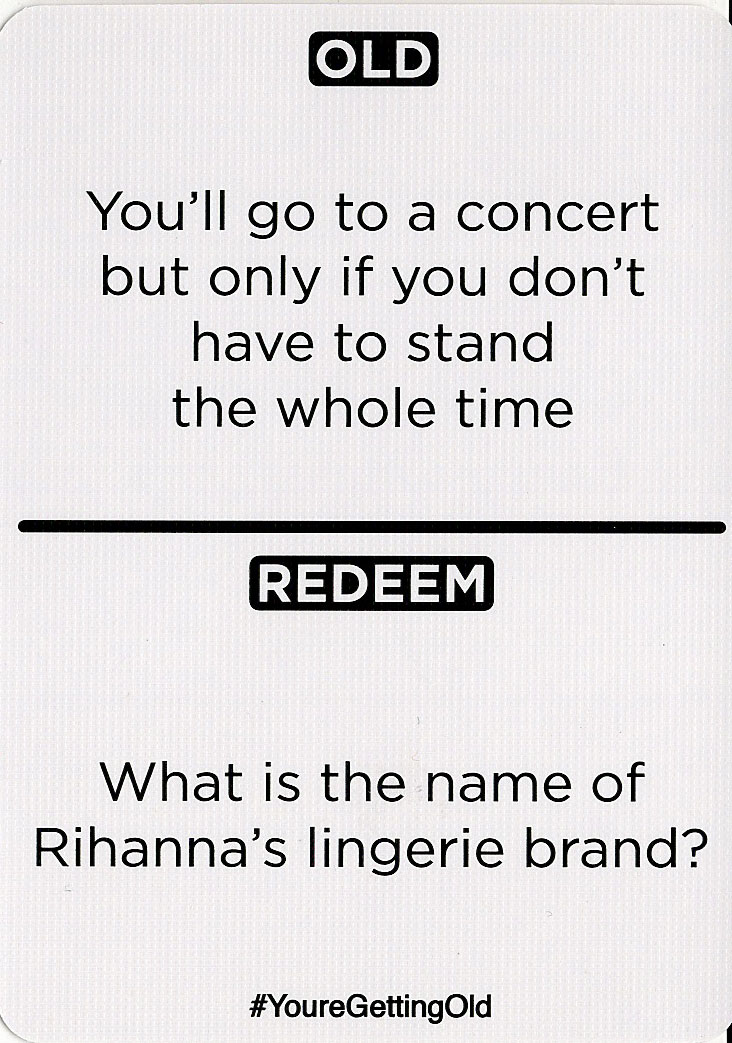 OLD
You’ll go to a concert
but only if you don’t
have to stand
the whole time
REDEEM
What is the name of
Rihanna’s lingerie brand?
#YoureGettingOld